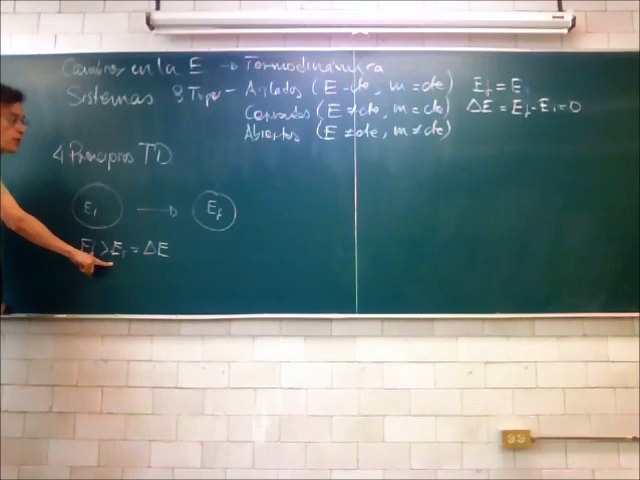 Cambios en la E → Termodinámica
Sistemas 3 Tipos - Aislados (E = cte, m = cte) Ef = Ei
Cerrados (E ≠ cte, m = cte) ΔE = Ef - Ei = 0
Abiertos (E ≠ cte, m ≠ cte)
4 Principios TD
Ei → Ef
Ef > Ei = ΔE